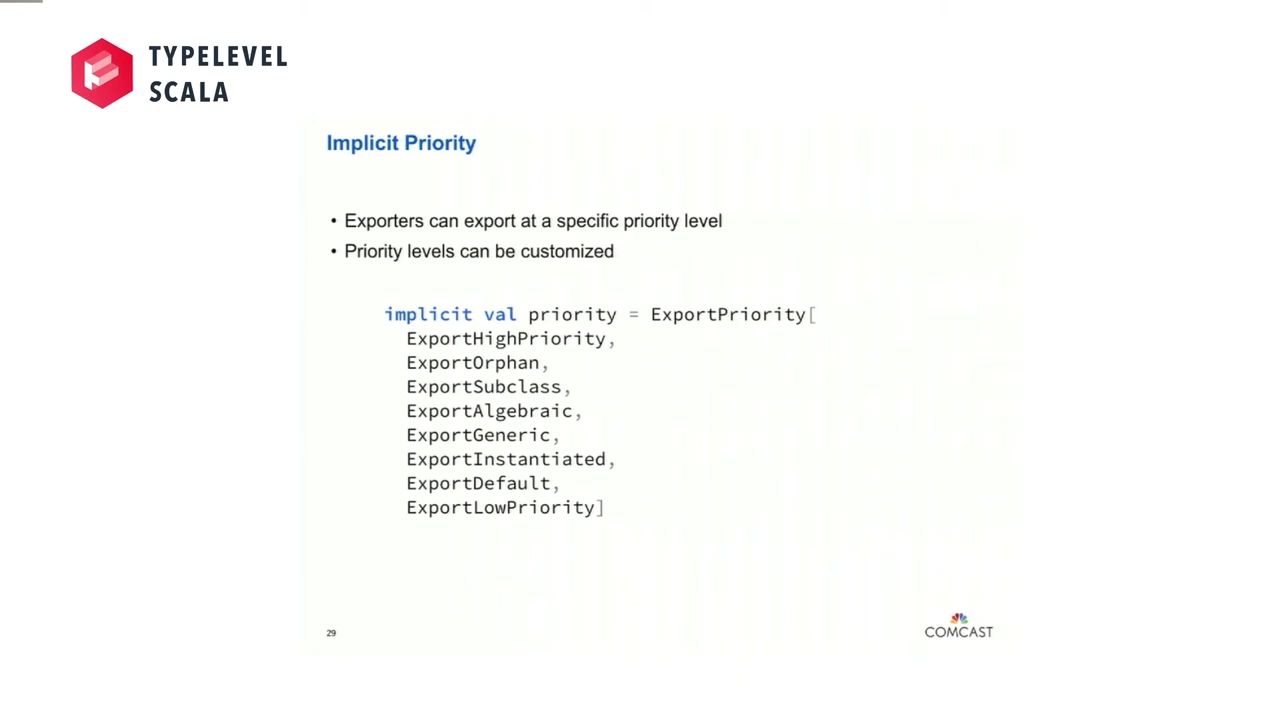 TYPELEVEL
SCALA
Implicit Priority
• Exporters can export at a specific priority level
• Priority levels can be customized
implicit val priority = ExportPriority[
ExportHighPriority,
ExportOrphan,
ExportSubclass,
ExportAlgebraic,
ExportGeneric,
ExportInstantiated,
ExportDefault,
ExportLowPriority]
29
COMCAST